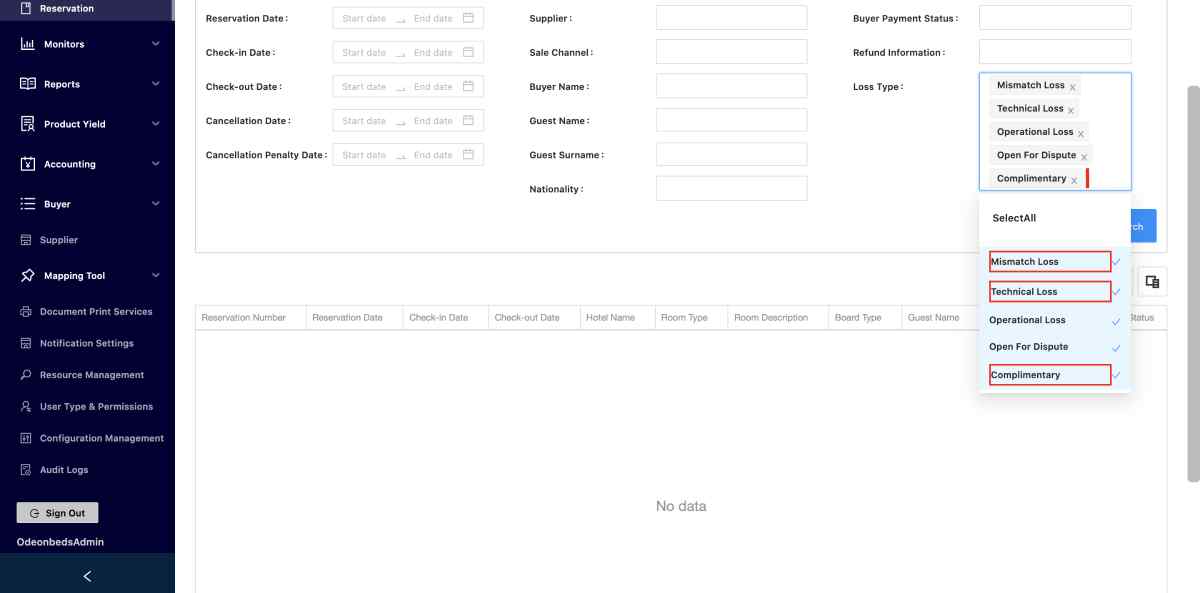 Reservation
Monitors
Reports
Product Yield
Accounting
Buyer
Supplier
Mapping Tool
Document Print Services
Notification Settings
Resource Management
User Type & Permissions
Configuration Management
Audit Logs
Sign Out
OdeonbedsAdmin
Reservation Date : Start date End date
Check-in Date : Start date End date
Check-out Date : Start date End date
Cancellation Date : Start date End date
Cancellation Penalty Date : Start date End date
Supplier :
Sale Channel :
Buyer Name :
Guest Name :
Guest Surname :
Nationality :
Buyer Payment Status :
Refund Information :
Loss Type :
Mismatch Loss x
Technical Loss x
Operational Loss x
Open For Dispute x
Complimentary x
SelectAll
Mismatch Loss
Technical Loss
Operational Loss
Open For Dispute
Complimentary
Reservation Number Reservation Date Check-in Date Check-out Date Hotel Name Room Type Room Description Board Type Guest Name Status
No data